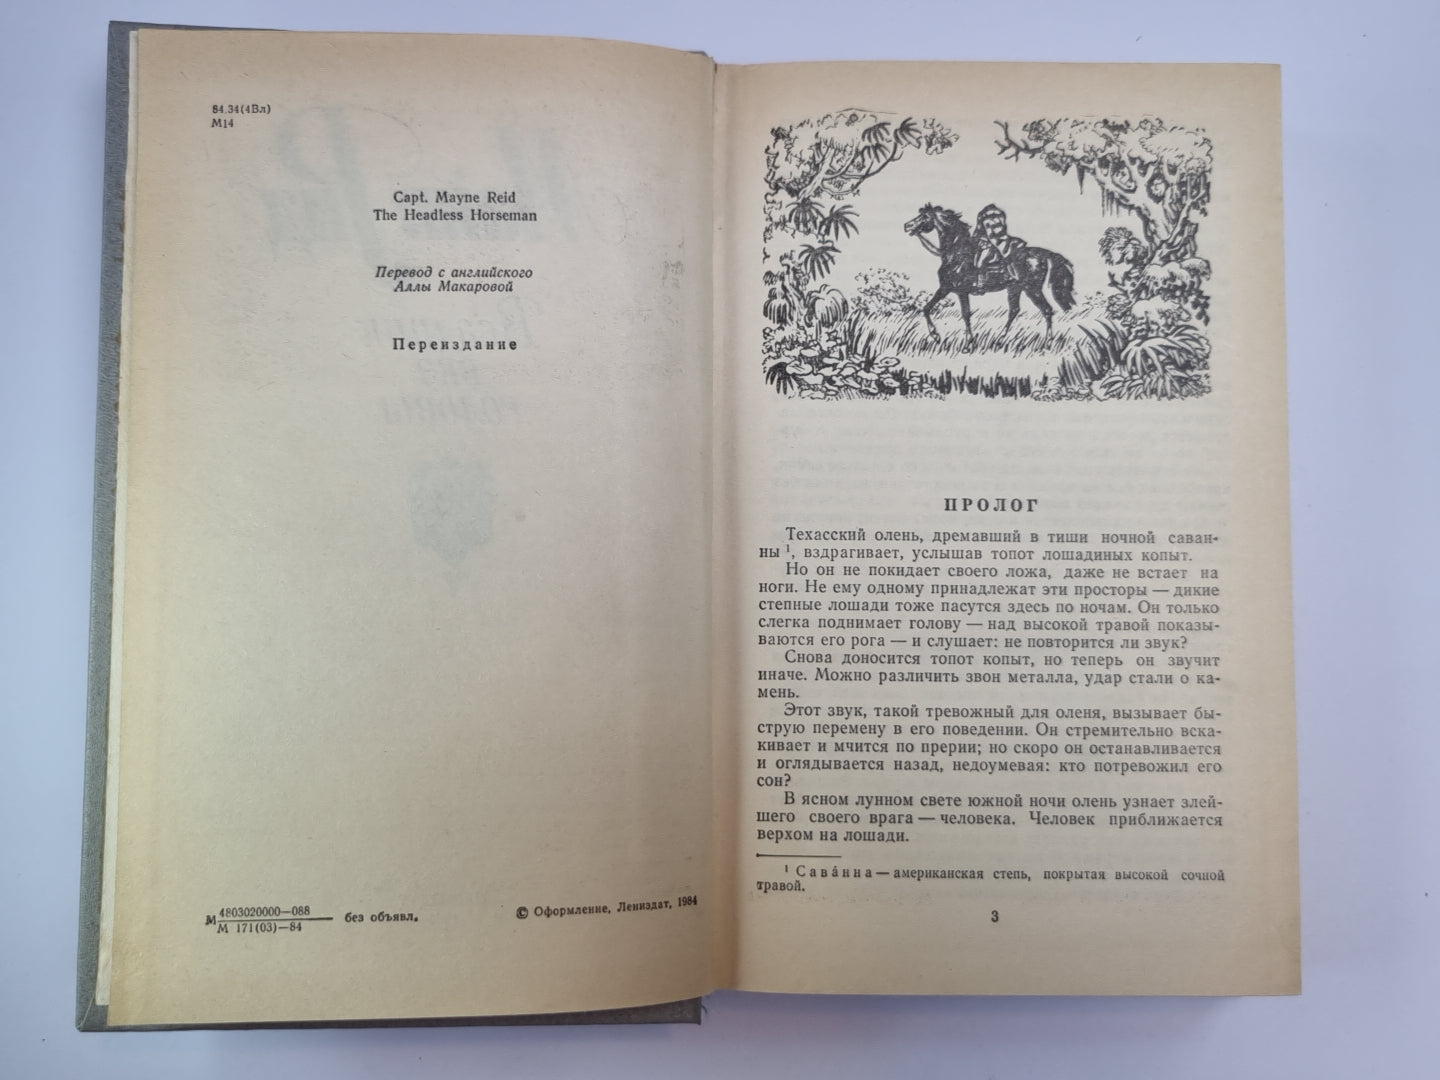 84.34(4Вл)
М14
Capt. Mayne Reid
The Headless Horseman
Перевод с английского
Аллы Макаровой
Переиздание
М 4803020000—088
М 171(03)—84
без объявл.
© Оформление, Лениздат, 1984
ПРОЛОГ
Техасский олень, дремавший в тиши ночной саван-
ны ¹, вздрагивает, услышав топот лошадиных копыт.
Но он не покидает своего ложа, даже не встает на
ноги. Не ему одному принадлежат эти просторы — дикие
степные лошади тоже пасутся здесь по ночам. Он только
слегка поднимает голову — над высокой травой показы-
ваются его рога — и слушает: не повторится ли звук?
Снова доносится топот копыт, но теперь он звучит
иначе. Можно различить звон металла, удар стали о ка-
мень.
Этот звук, такой тревожный для оленя, вызывает бы-
струю перемену в его поведении. Он стремительно вска-
кивает и мчится по прерии; но скоро он останавливается
и оглядывается назад, недоумевая: кто потревожил его
сон?
В ясном лунном свете южной ночи олень узнает злей-
шего своего врага — человека. Человек приближается
верхом на лошади.
¹ Сава́нна — американская степь, покрытая высокой сочной
травой.
3